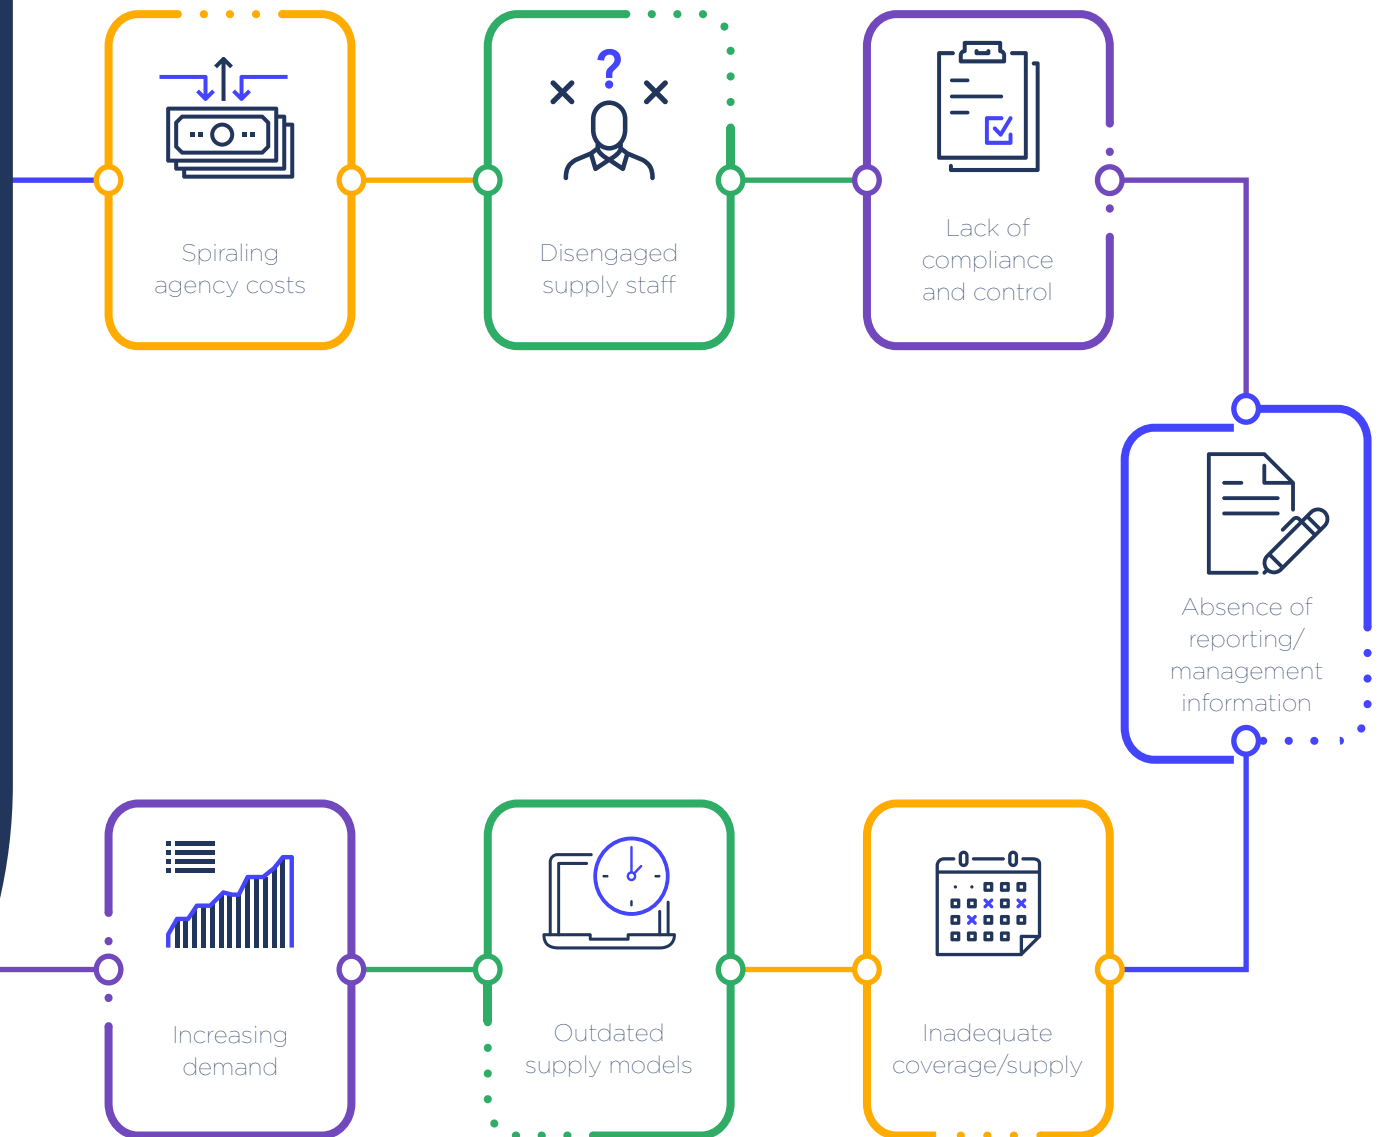 Spiraling
agency costs
Disengaged
supply staff
Lack of
compliance
and control
Absence of
reporting/
management
information
Increasing
demand
Outdated
supply models
Inadequate
coverage/supply